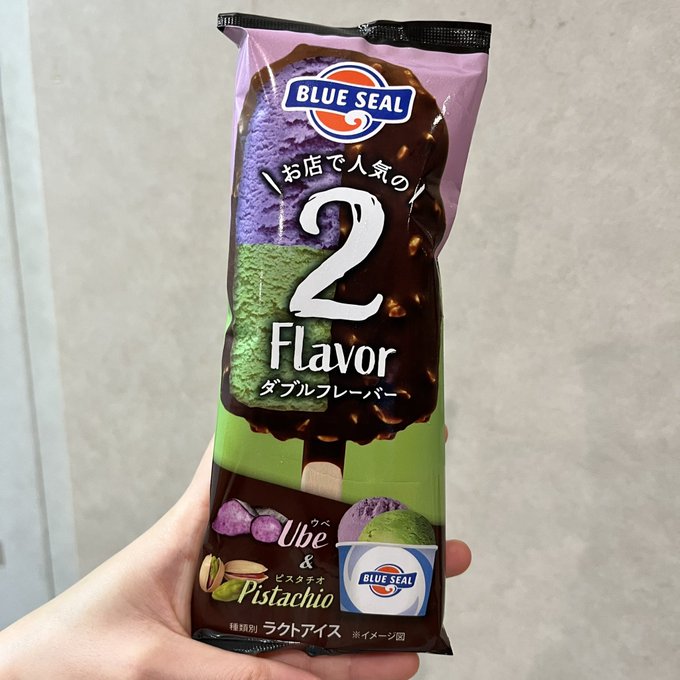 BLUE SEAL
お店で人気の
2
Flavor
ダブルフレーバー
ウベ
Ube
&
ピスタチオ
Pistachio
BLUE SEAL
種類別 ラクトアイス ※イメージ図